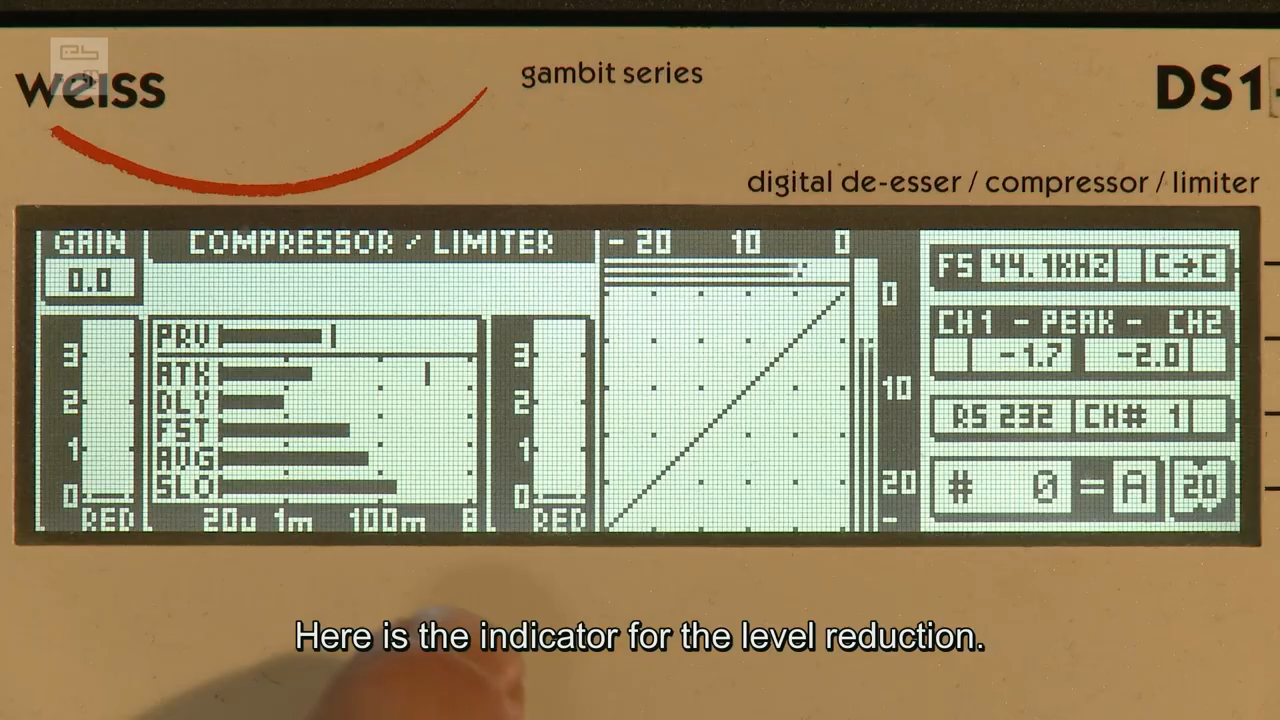 weiss
gambit series
DS1
digital de-esser / compressor / limiter
GAIN
0.0
COMPRESSOR / LIMITER
- 20 10 0
FS 44.1KHZ C→C
0
CH1 - PEAK - CH2
-1.7 -2.0
3
2
1
0
RED
PRV
ATK
DLY
FST
AVG
SLO
20u 1m 100m 8
3
2
1
0
RED
10
20
-
RS 232 CH# 1
# 0 = A 20
Here is the indicator for the level reduction.